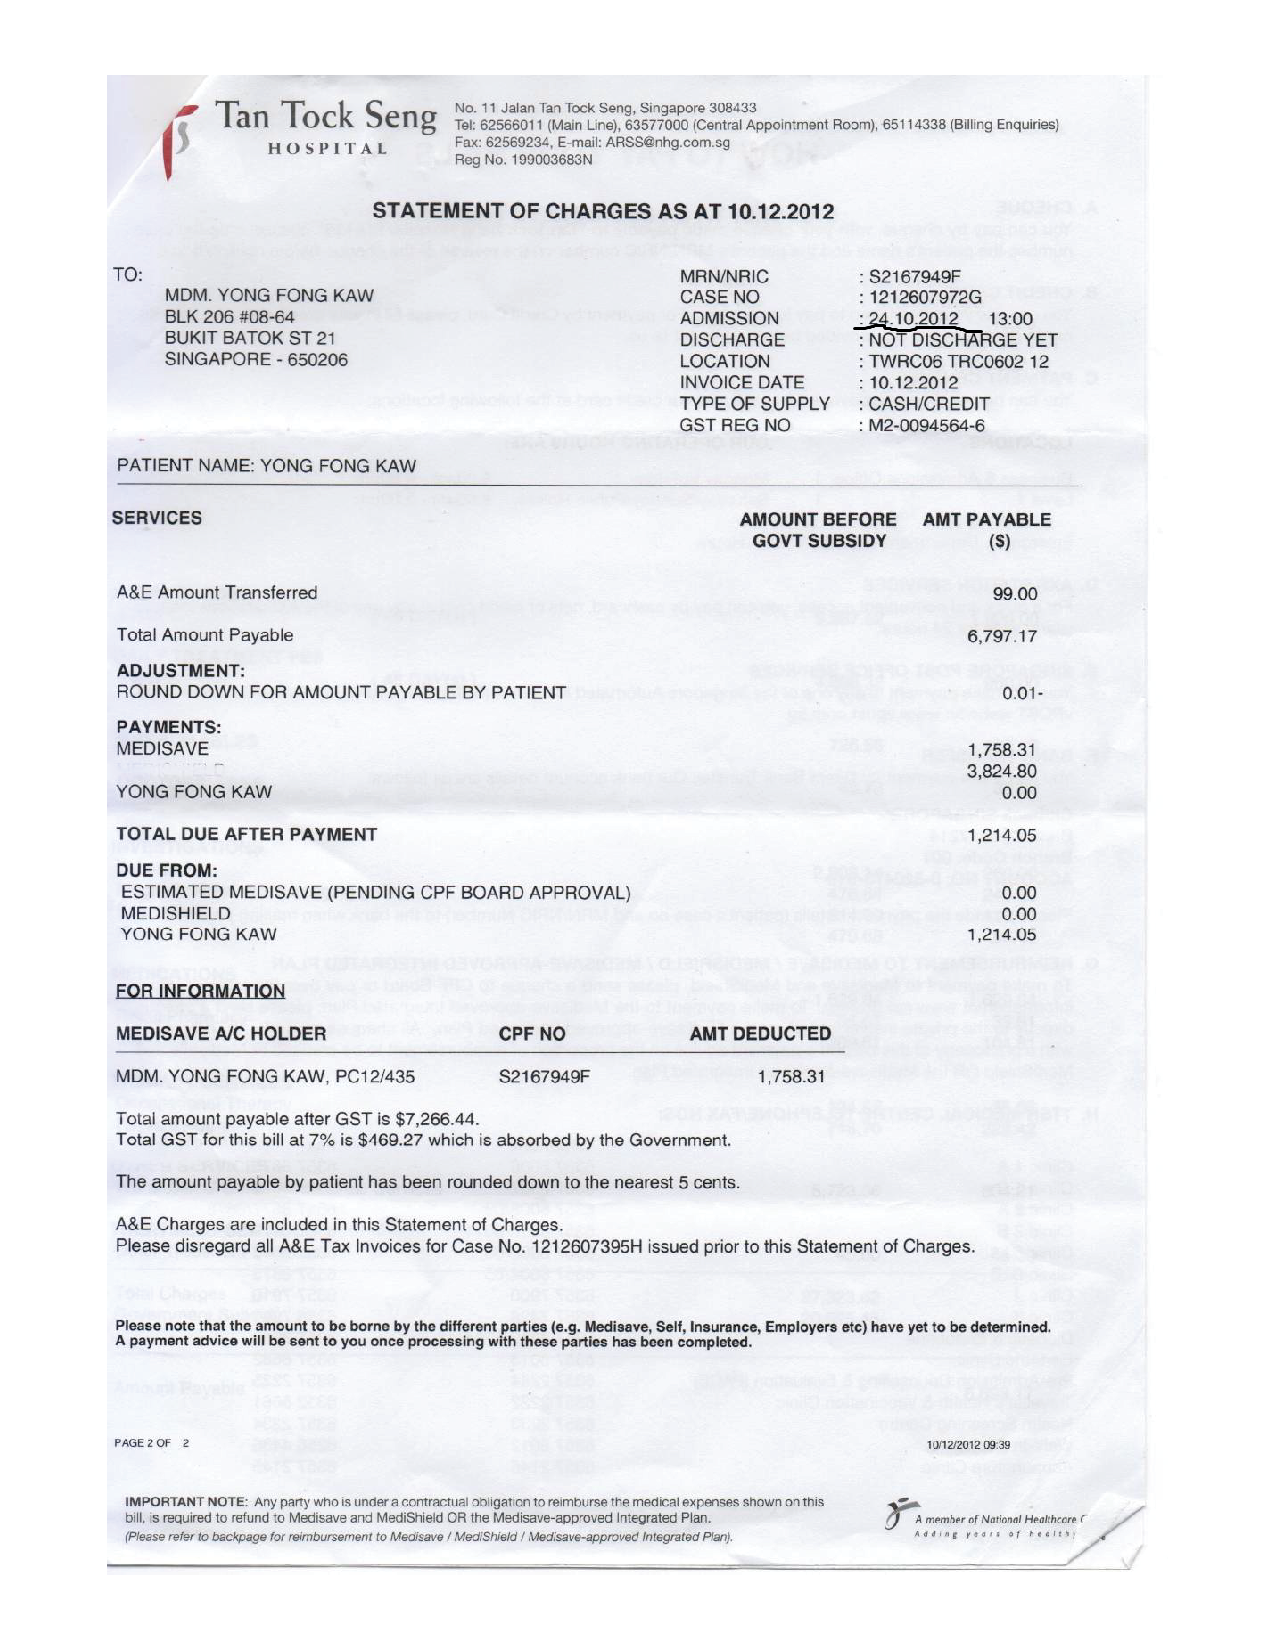 Tan Tock Seng
HOSPITAL
No. 11 Jalan Tan Tock Seng, Singapore 308433
Tel: 62566011 (Main Line), 63577000 (Central Appointment Room), 65114338 (Billing Enquiries)
Fax: 62569234, E-mail: ARSS@nhg.com.sg
Reg No. 199003683N
STATEMENT OF CHARGES AS AT 10.12.2012
TO:
MDM. YONG FONG KAW
BLK 206 #08-64
BUKIT BATOK ST 21
SINGAPORE - 650206
MRN/NRIC : S2167949F
CASE NO : 1212607972G
ADMISSION : 24.10.2012 13:00
DISCHARGE : NOT DISCHARGE YET
LOCATION : TWRC06 TRC0602 12
INVOICE DATE : 10.12.2012
TYPE OF SUPPLY : CASH/CREDIT
GST REG NO : M2-0094564-6
PATIENT NAME: YONG FONG KAW
SERVICES AMOUNT BEFORE AMT PAYABLE
GOVT SUBSIDY ($)
A&E Amount Transferred 99.00
Total Amount Payable 6,797.17
ADJUSTMENT:
ROUND DOWN FOR AMOUNT PAYABLE BY PATIENT 0.01-
PAYMENTS:
MEDISAVE 1,758.31
3,824.80
YONG FONG KAW 0.00
TOTAL DUE AFTER PAYMENT 1,214.05
DUE FROM:
ESTIMATED MEDISAVE (PENDING CPF BOARD APPROVAL) 0.00
MEDISHIELD 0.00
YONG FONG KAW 1,214.05
FOR INFORMATION
MEDISAVE A/C HOLDER CPF NO AMT DEDUCTED
MDM. YONG FONG KAW, PC12/435 S2167949F 1,758.31
Total amount payable after GST is $7,266.44.
Total GST for this bill at 7% is $469.27 which is absorbed by the Government.
The amount payable by patient has been rounded down to the nearest 5 cents.
A&E Charges are included in this Statement of Charges.
Please disregard all A&E Tax Invoices for Case No. 1212607395H issued prior to this Statement of Charges.
Please note that the amount to be borne by the different parties (e.g. Medisave, Self, Insurance, Employers etc) have yet to be determined.
A payment advice will be sent to you once processing with these parties has been completed.
PAGE 2 OF 2 10/12/2012 09:39
IMPORTANT NOTE: Any party who is under a contractual obligation to reimburse the medical expenses shown on this
bill, is required to refund to Medisave and MediShield OR the Medisave-approved Integrated Plan.
(Please refer to backpage for reimbursement to Medisave / MediShield / Medisave-approved Integrated Plan).
A member of National Healthcare
Adding years of healthy